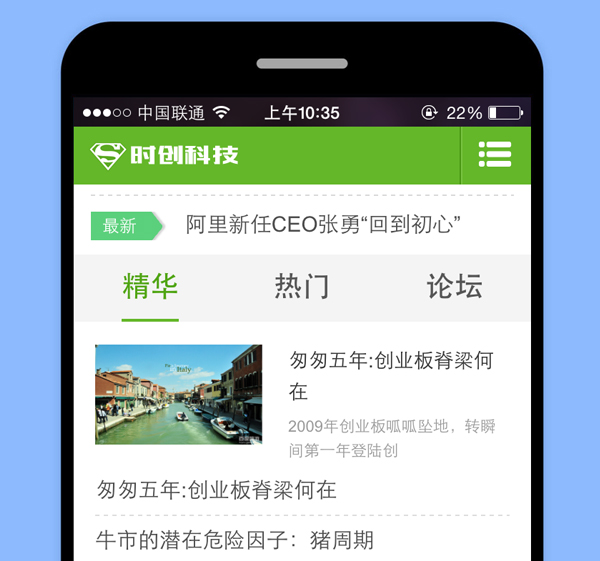 中国联通 上午10:35 22%
时创科技
最新 阿里新任CEO张勇“回到初心”
精华 热门 论坛
Italy
匆匆五年:创业板脊梁何
在
2009年创业板呱呱坠地，转瞬
间第一年登陆创
匆匆五年:创业板脊梁何在
牛市的潜在危险因子：猪周期